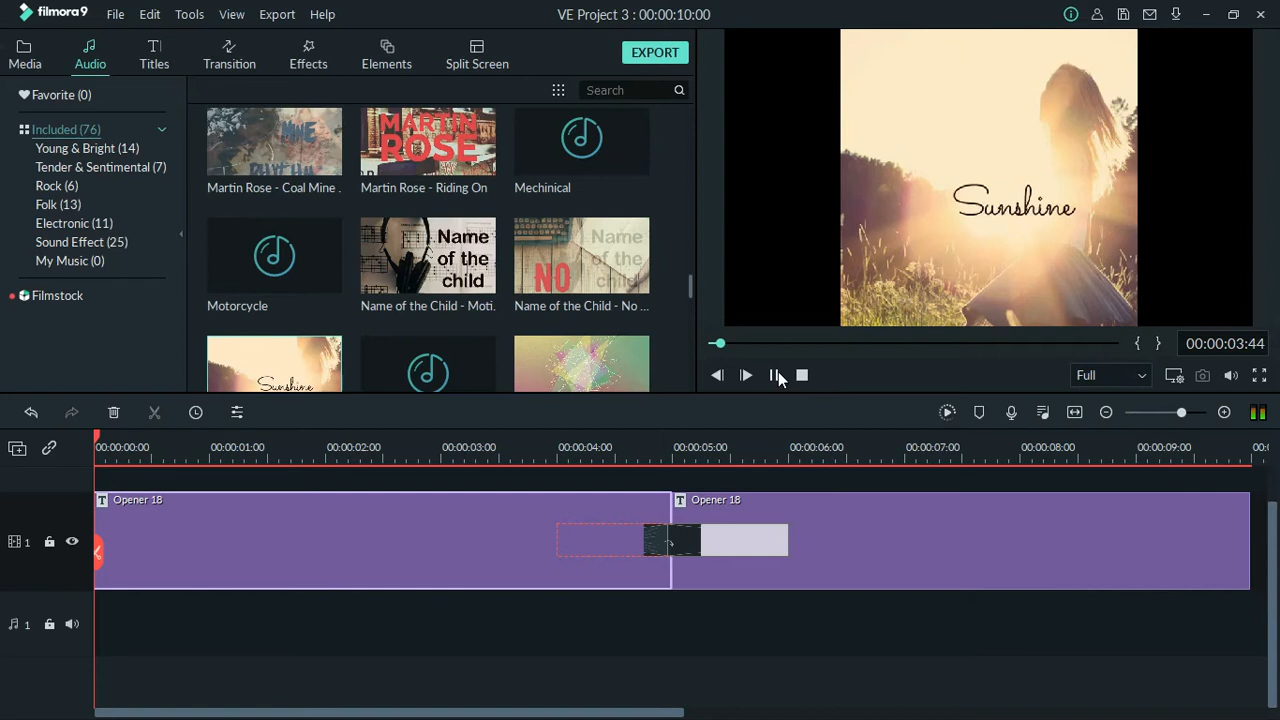 filmora9
File Edit Tools View Export Help
VE Project 3 : 00:00:10:00
Media Audio Titles Transition Effects Elements Split Screen
EXPORT
Favorite (0)
Included (76)
Young & Bright (14)
Tender & Sentimental (7)
Rock (6)
Folk (13)
Electronic (11)
Sound Effect (25)
My Music (0)
Filmstock
Search
MINE
MARTIN
ROSE
Martin Rose - Coal Mine .
Martin Rose - Riding On
Mechinical
Name
of the
child
Name
of the
child
NO
Motorcycle
Name of the Child - Moti.
Name of the Child - No ...
Sunshine
Sunshine
00:00:03:44
Full
00:00:00:00 00:00:01:00 00:00:02:00 00:00:03:00 00:00:04:00 00:00:05:00 00:00:06:00 00:00:07:00 00:00:08:00 00:00:09:00 00:0
T Opener 18
T Opener 18
1
1